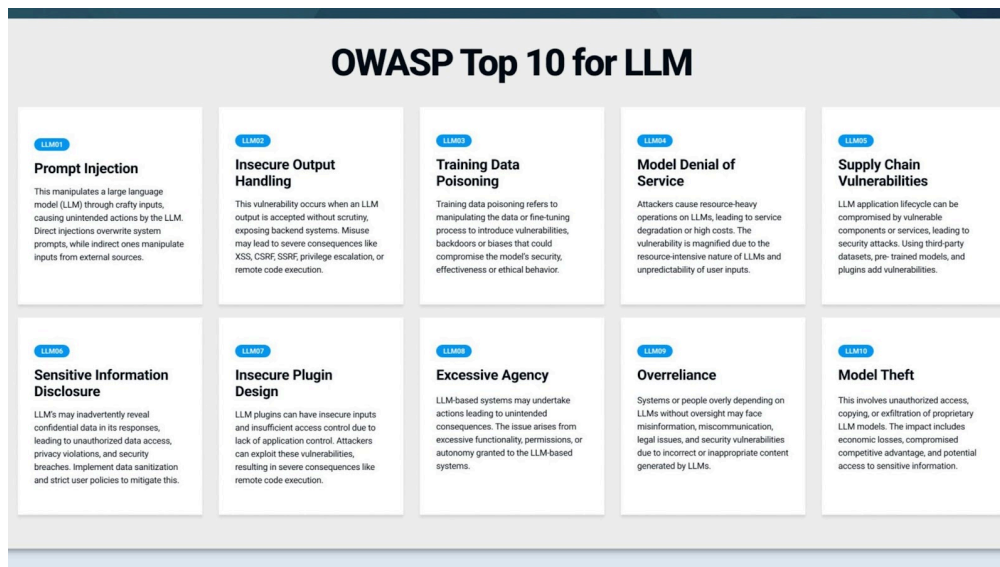 OWASP Top 10 for LLM
LLM01
Prompt Injection
This manipulates a large language
model (LLM) through crafty inputs,
causing unintended actions by the LLM.
Direct injections overwrite system
prompts, while indirect ones manipulate
inputs from external sources.
LLM02
Insecure Output
Handling
This vulnerability occurs when an LLM
output is accepted without scrutiny,
exposing backend systems. Misuse
may lead to severe consequences like
XSS, CSRF, SSRF, privilege escalation, or
remote code execution.
LLM03
Training Data
Poisoning
Training data poisoning refers to
manipulating the data or fine-tuning
process to introduce vulnerabilities,
backdoors or biases that could
compromise the model's security,
effectiveness or ethical behavior.
LLM04
Model Denial of
Service
Attackers cause resource-heavy
operations on LLMs, leading to service
degradation or high costs. The
vulnerability is magnified due to the
resource-intensive nature of LLMs and
unpredictability of user inputs.
LLM05
Supply Chain
Vulnerabilities
LLM application lifecycle can be
compromised by vulnerable
components or services, leading to
security attacks. Using third-party
datasets, pre- trained models, and
plugins add vulnerabilities.
LLM06
Sensitive Information
Disclosure
LLM's may inadvertently reveal
confidential data in its responses,
leading to unauthorized data access,
privacy violations, and security
breaches. Implement data sanitization
and strict user policies to mitigate this.
LLM07
Insecure Plugin
Design
LLM plugins can have insecure inputs
and insufficient access control due to
lack of application control. Attackers
can exploit these vulnerabilities,
resulting in severe consequences like
remote code execution.
LLM08
Excessive Agency
LLM-based systems may undertake
actions leading to unintended
consequences. The issue arises from
excessive functionality, permissions, or
autonomy granted to the LLM-based
systems.
LLM09
Overreliance
Systems or people overly depending on
LLMs without oversight may face
misinformation, miscommunication,
legal issues, and security vulnerabilities
due to incorrect or inappropriate content
generated by LLMs.
LLM10
Model Theft
This involves unauthorized access,
copying, or exfiltration of proprietary
LLM models. The impact includes
economic losses, compromised
competitive advantage, and potential
access to sensitive information.